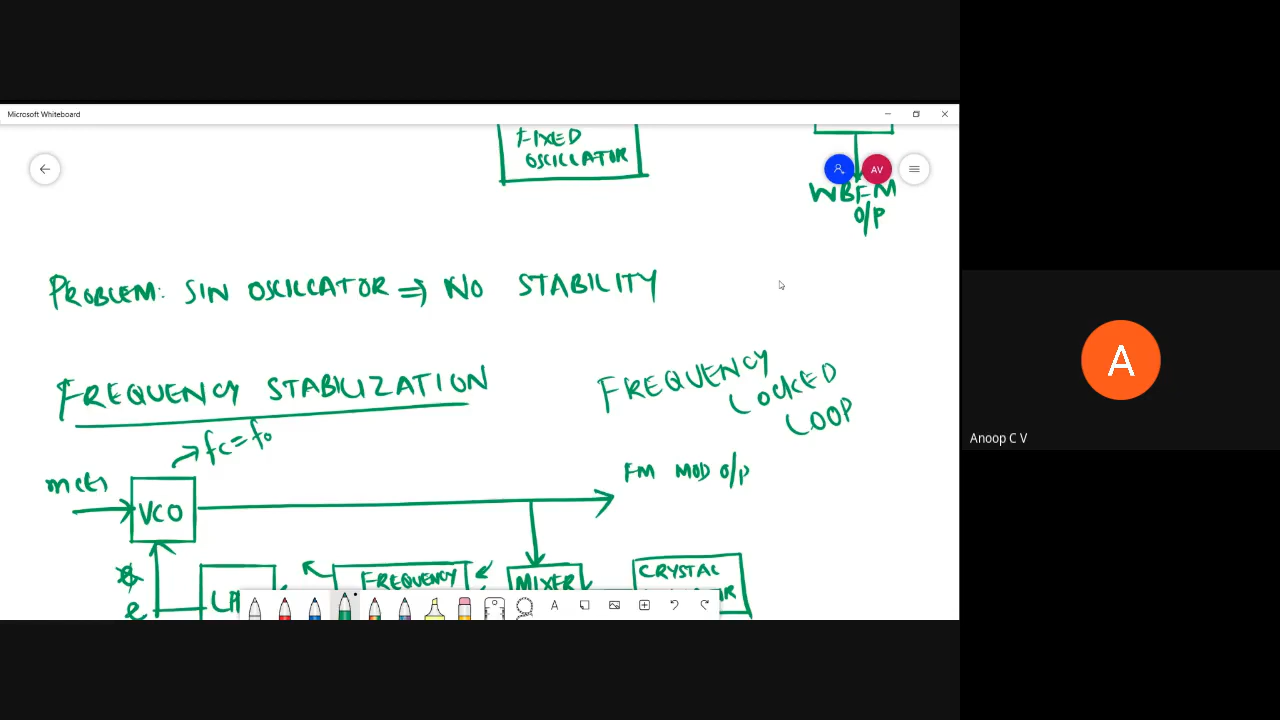 Microsoft Whiteboard
FIXED
OSCILLATOR
AV
WBFM
O/P
PROBLEM: SIN OSCILLATOR ⇒ NO STABILITY
FREQUENCY STABILIZATION
FREQUENCY
LOCKED
LOOP
fc = fo
m(t)
VCO
FM MOD O/P
CRYSTAL
FREQUENCY
MIXER
e
A
A
Anoop C V